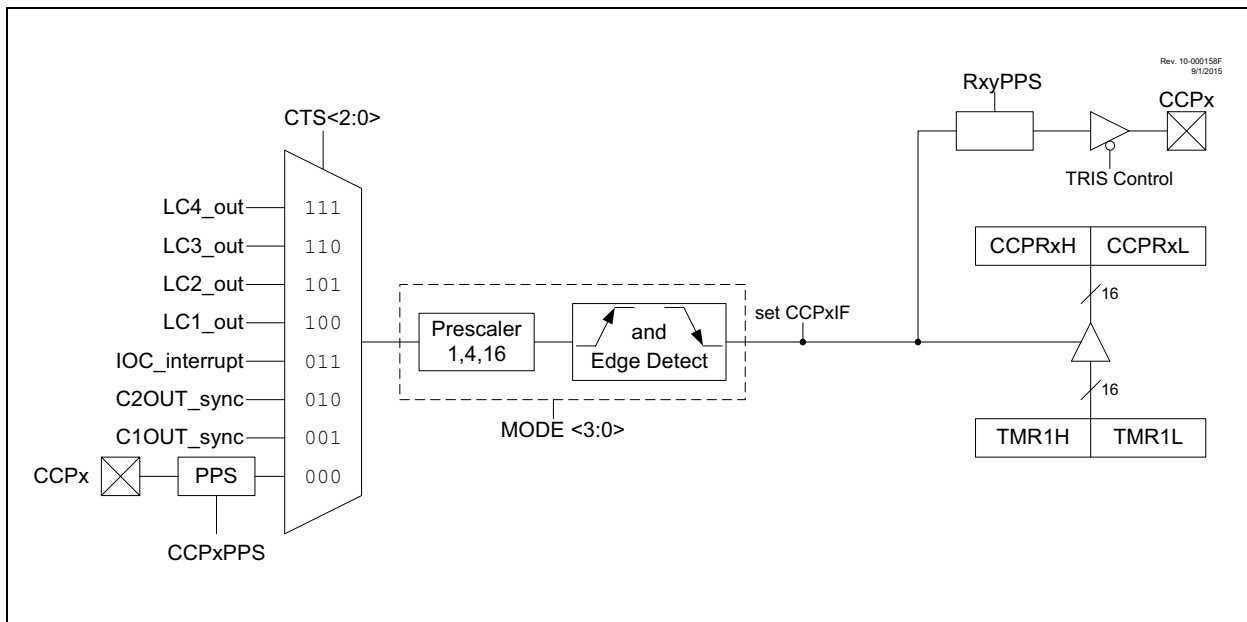 Rev. 10-000158F
9/1/2015
RxyPPS
CCPx
CTS<2:0>
TRIS Control
LC4_out 111
LC3_out 110
LC2_out 101
LC1_out 100
IOC_interrupt 011
C2OUT_sync 010
C1OUT_sync 001
CCPx PPS 000
CCPxPPS
Prescaler
1,4,16
and
Edge Detect
MODE <3:0>
set CCPxIF
CCPRxH CCPRxL
16
16
TMR1H TMR1L